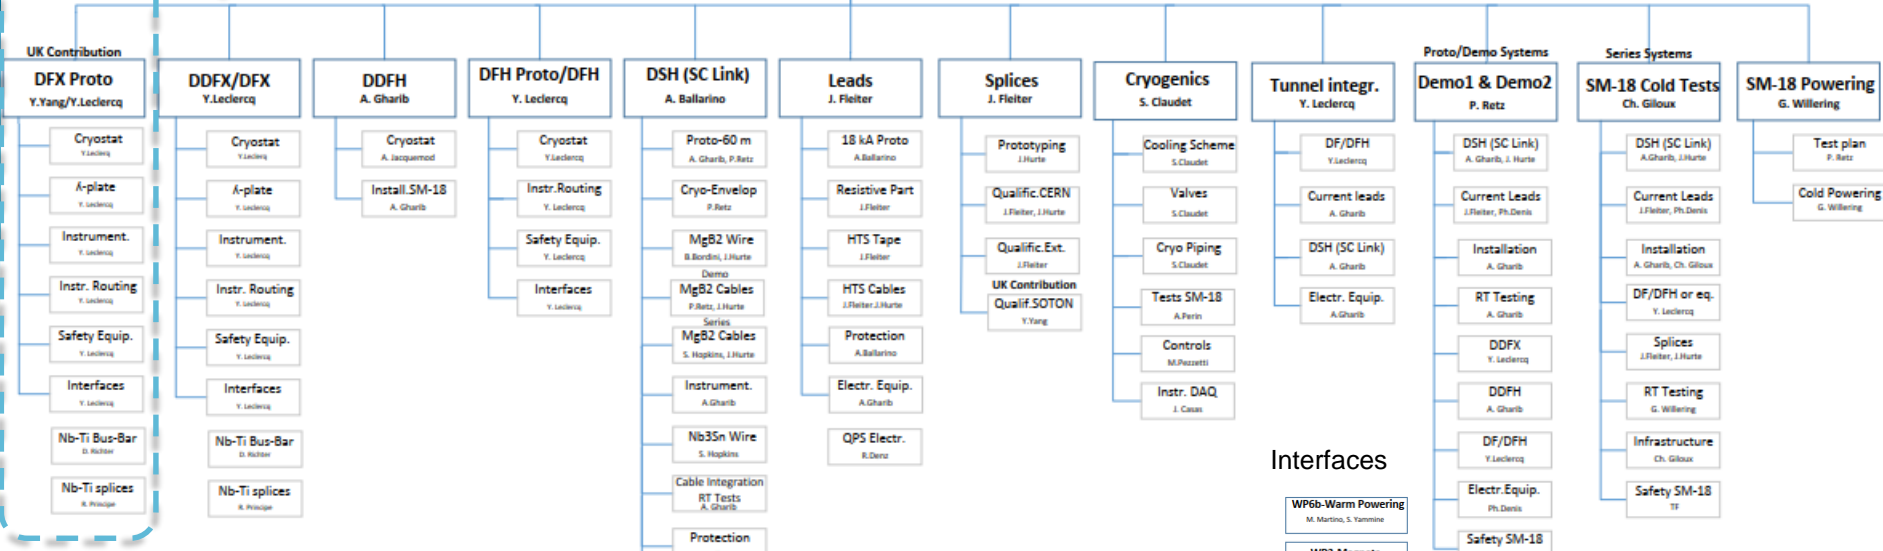 UK Contribution
DFX Proto
Y.Yang/Y.Leclercq
Cryostat
Y.Leclerq
ʎ-plate
Y. Leclercq
Instrument.
Y. Leclercq
Instr. Routing
Y. Leclercq
Safety Equip.
Y. Leclercq
Interfaces
Y. Leclercq
Nb-Ti Bus-Bar
D. Richter
Nb-Ti splices
R. Principe
DDFX/DFX
Y.Leclercq
Cryostat
Y.Leclerq
ʎ-plate
Y. Leclercq
Instrument.
Y. Leclercq
Instr. Routing
Y. Leclercq
Safety Equip.
Y. Leclercq
Interfaces
Y. Leclercq
Nb-Ti Bus-Bar
D. Richter
Nb-Ti splices
R. Principe
DDFH
A. Gharib
Cryostat
A. Jacquemod
Install.SM-18
A. Gharib
DFH Proto/DFH
Y. Leclercq
Cryostat
Y.Leclercq
Instr.Routing
Y. Leclercq
Safety Equip.
Y. Leclercq
Interfaces
Y. Leclercq
DSH (SC Link)
A. Ballarino
Proto-60 m
A. Gharib, P.Retz
Cryo-Envelop
P.Retz
MgB2 Wire
B.Bordini, J.Hurte
Demo
MgB2 Cables
P.Retz, J.Hurte
Series
MgB2 Cables
S. Hopkins, J.Hurte
Instrument.
A.Gharib
Nb3Sn Wire
S. Hopkins
Cable Integration
RT Tests
A. Gharib
Protection
Leads
J. Fleiter
18 kA Proto
A.Ballarino
Resistive Part
J.Fleiter
HTS Tape
J.Fleiter
HTS Cables
J.Fleiter.J.Hurte
Protection
A.Ballarino
Electr. Equip.
A.Gharib
QPS Electr.
R.Denz
Splices
J. Fleiter
Prototyping
J.Hurte
Qualific.CERN
J.Fleiter, J.Hurte
Qualific.Ext.
J.Fleiter
UK Contribution
Qualif.SOTON
Y.Yang
Cryogenics
S. Claudet
Cooling Scheme
S.Claudet
Valves
S.Claudet
Cryo Piping
S.Claudet
Tests SM-18
A.Perin
Controls
M.Pezzetti
Instr. DAQ
J. Casas
Tunnel integr.
Y. Leclercq
DF/DFH
Y.Leclercq
Current leads
A. Gharib
DSH (SC Link)
A. Gharib
Electr. Equip.
A.Gharib
Interfaces
WP6b-Warm Powering
M. Martino, S. Yammine
Proto/Demo Systems
Demo1 & Demo2
P. Retz
DSH (SC Link)
A. Gharib, J. Hurte
Current Leads
J.Fleiter, Ph.Denis
Installation
A. Gharib
RT Testing
A. Gharib
DDFX
Y. Leclercq
DDFH
A. Gharib
DF/DFH
Y.Leclercq
Electr.Equip.
Ph.Denis
Safety SM-18
Series Systems
SM-18 Cold Tests
Ch. Giloux
DSH (SC Link)
A.Gharib, J.Hurte
Current Leads
J.Fleiter, Ph.Denis
Installation
A. Gharib, Ch. Giloux
DF/DFH or eq.
Y. Leclercq
Splices
J.Fleiter, J.Hurte
RT Testing
G. Willering
Infrastructure
Ch. Giloux
Safety SM-18
TF
SM-18 Powering
G. Willering
Test plan
P. Retz
Cold Powering
G. Willering